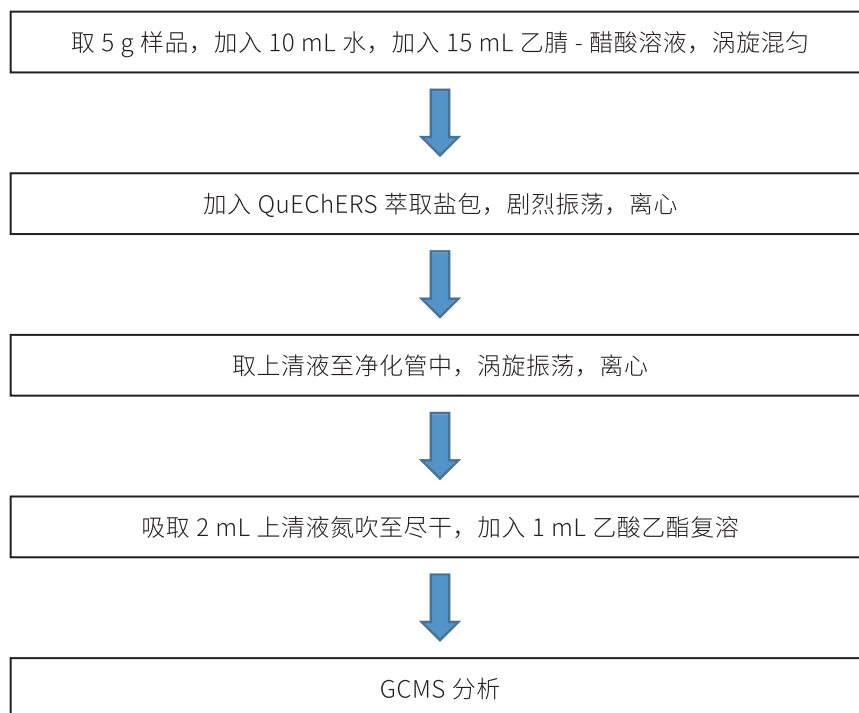 取 5 g 样品，加入 10 mL 水，加入 15 mL 乙腈 - 醋酸溶液，涡旋混匀
加入 QuEChERS 萃取盐包，剧烈振荡，离心
取上清液至净化管中，涡旋振荡，离心
吸取 2 mL 上清液氮吹至尽干，加入 1 mL 乙酸乙酯复溶
GCMS 分析